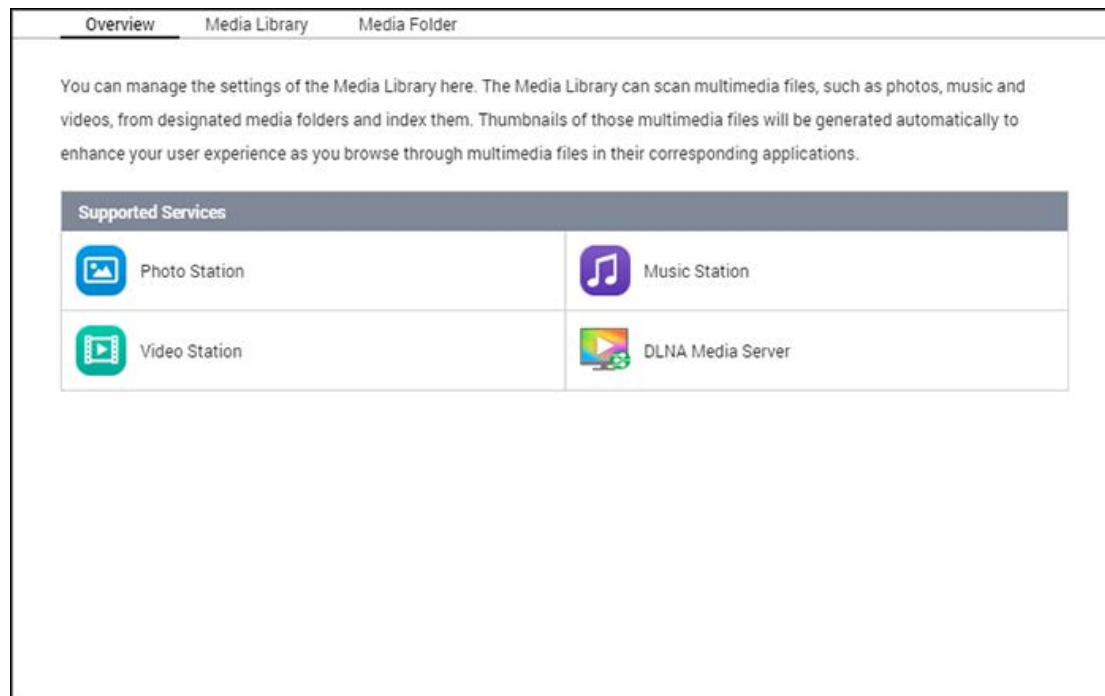 Overview Media Library Media Folder
You can manage the settings of the Media Library here. The Media Library can scan multimedia files, such as photos, music and
videos, from designated media folders and index them. Thumbnails of those multimedia files will be generated automatically to
enhance your user experience as you browse through multimedia files in their corresponding applications.
Supported Services
Photo Station Music Station
Video Station DLNA Media Server